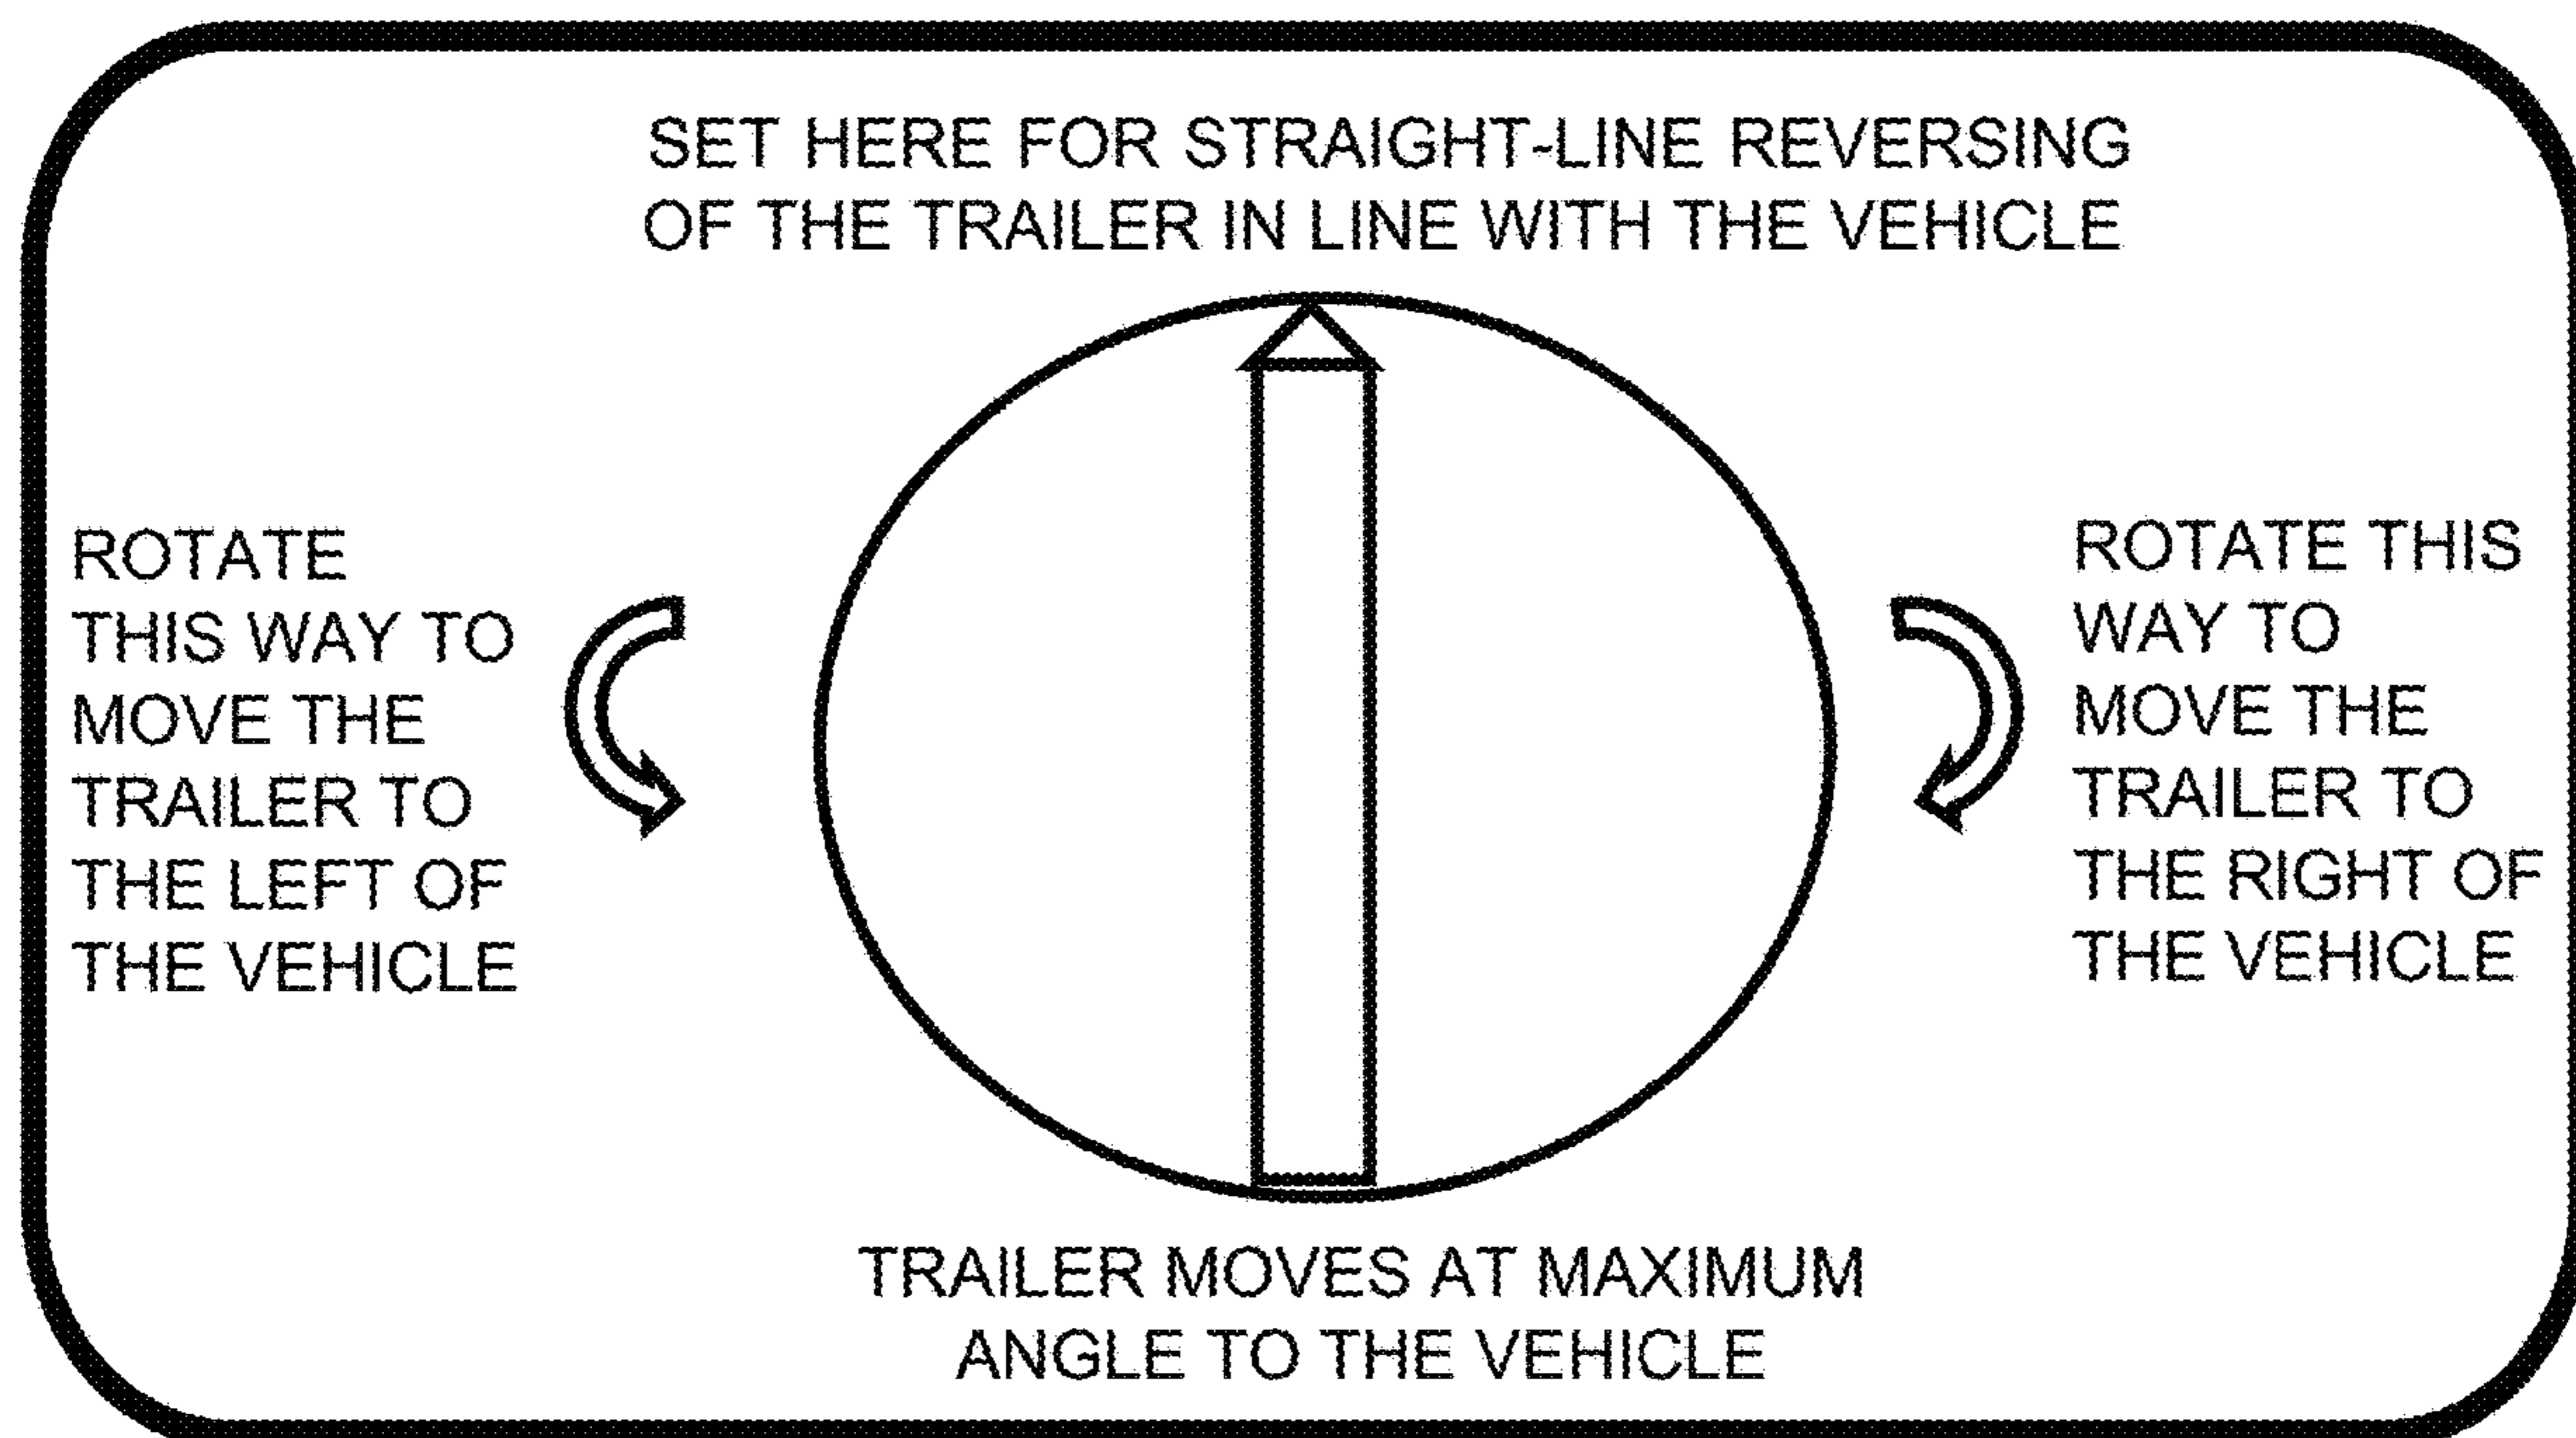 SET HERE FOR STRAIGHT-LINE REVERSING
OF THE TRAILER IN LINE WITH THE VEHICLE
ROTATE
THIS WAY TO
MOVE THE
TRAILER TO
THE LEFT OF
THE VEHICLE
ROTATE THIS
WAY TO
MOVE THE
TRAILER TO
THE RIGHT OF
THE VEHICLE
TRAILER MOVES AT MAXIMUM
ANGLE TO THE VEHICLE